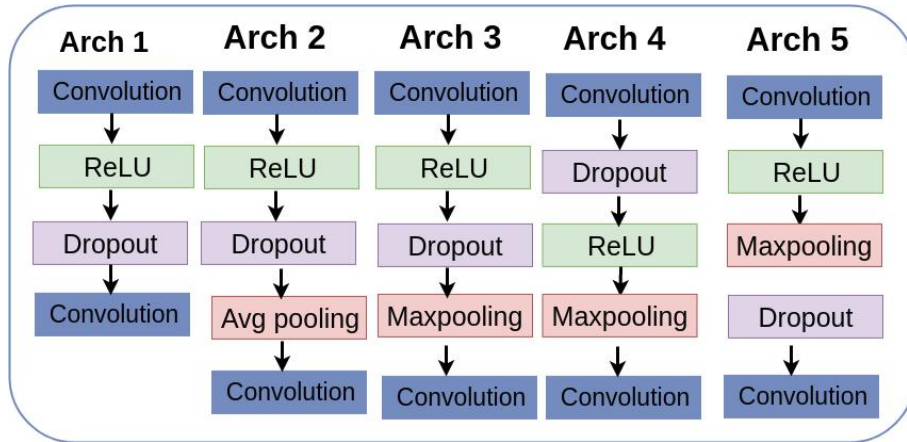 Arch 1
Convolution
ReLU
Dropout
Convolution
Arch 2
Convolution
ReLU
Dropout
Avg pooling
Convolution
Arch 3
Convolution
ReLU
Dropout
Maxpooling
Convolution
Arch 4
Convolution
Dropout
ReLU
Maxpooling
Convolution
Arch 5
Convolution
ReLU
Maxpooling
Dropout
Convolution